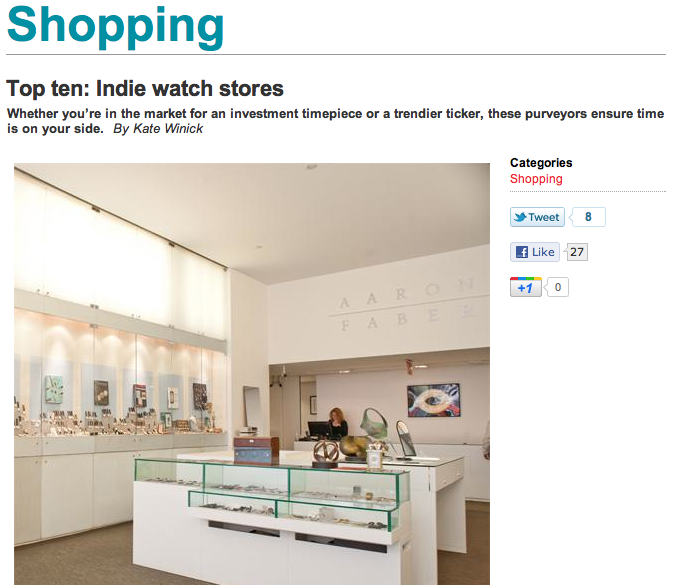 Shopping
Top ten: Indie watch stores
Whether you're in the market for an investment timepiece or a trendier ticker, these purveyors ensure time
is on your side. By Kate Winick
Categories
Shopping
Tweet 8
Like 27
+1 0
AARON
FABER